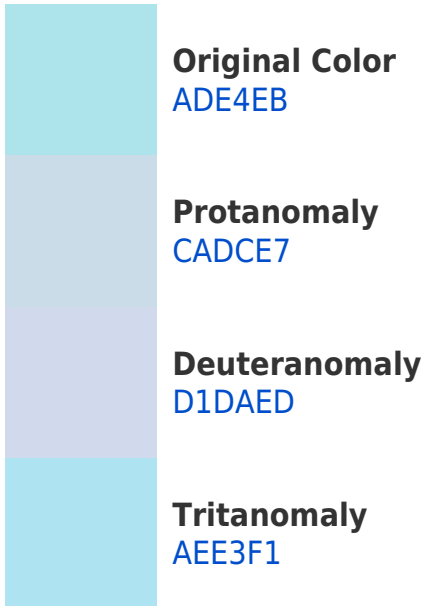 Original Color
ADE4EB
Protanomaly
CADCE7
Deuteranomaly
D1DAED
Tritanomaly
AEE3F1